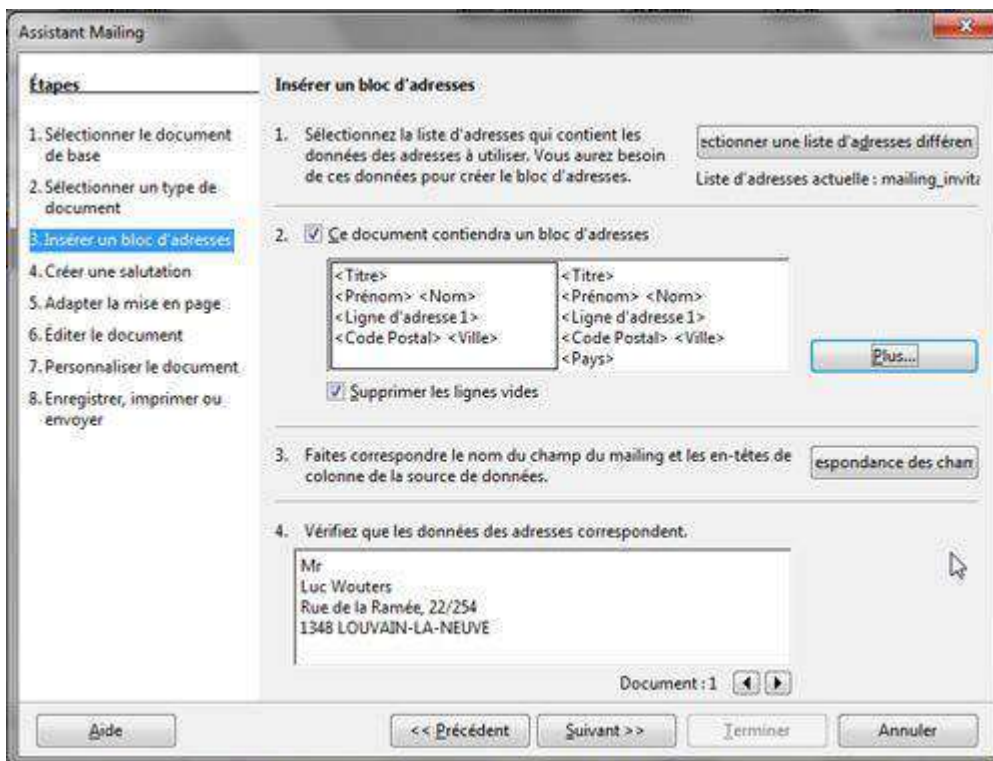 Assistant Mailing
Étapes
1. Sélectionner le document
de base
2. Sélectionner un type de
document
3. Insérer un bloc d'adresses
4. Créer une salutation
5. Adapter la mise en page
6. Éditer le document
7. Personnaliser le document
8. Enregistrer, imprimer ou
envoyer
Insérer un bloc d'adresses
1. Sélectionnez la liste d'adresses qui contient les
données des adresses à utiliser. Vous aurez besoin
de ces données pour créer le bloc d'adresses.
ectionner une liste d'adresses différen
Liste d'adresses actuelle : mailing_invita
2. Ce document contiendra un bloc d'adresses
<Titre>
<Prénom> <Nom>
<Ligne d'adresse 1>
<Code Postal> <Ville>
<Titre>
<Prénom> <Nom>
<Ligne d'adresse 1>
<Code Postal> <Ville>
<Pays>
Plus...
Supprimer les lignes vides
3. Faites correspondre le nom du champ du mailing et les en-têtes de
colonne de la source de données.
espondance des chan
4. Vérifiez que les données des adresses correspondent.
Mr
Luc Wouters
Rue de la Ramée, 22/254
1348 LOUVAIN-LA-NEUVE
Document : 1
Aide
<< Précédent
Suivant >>
Terminer
Annuler